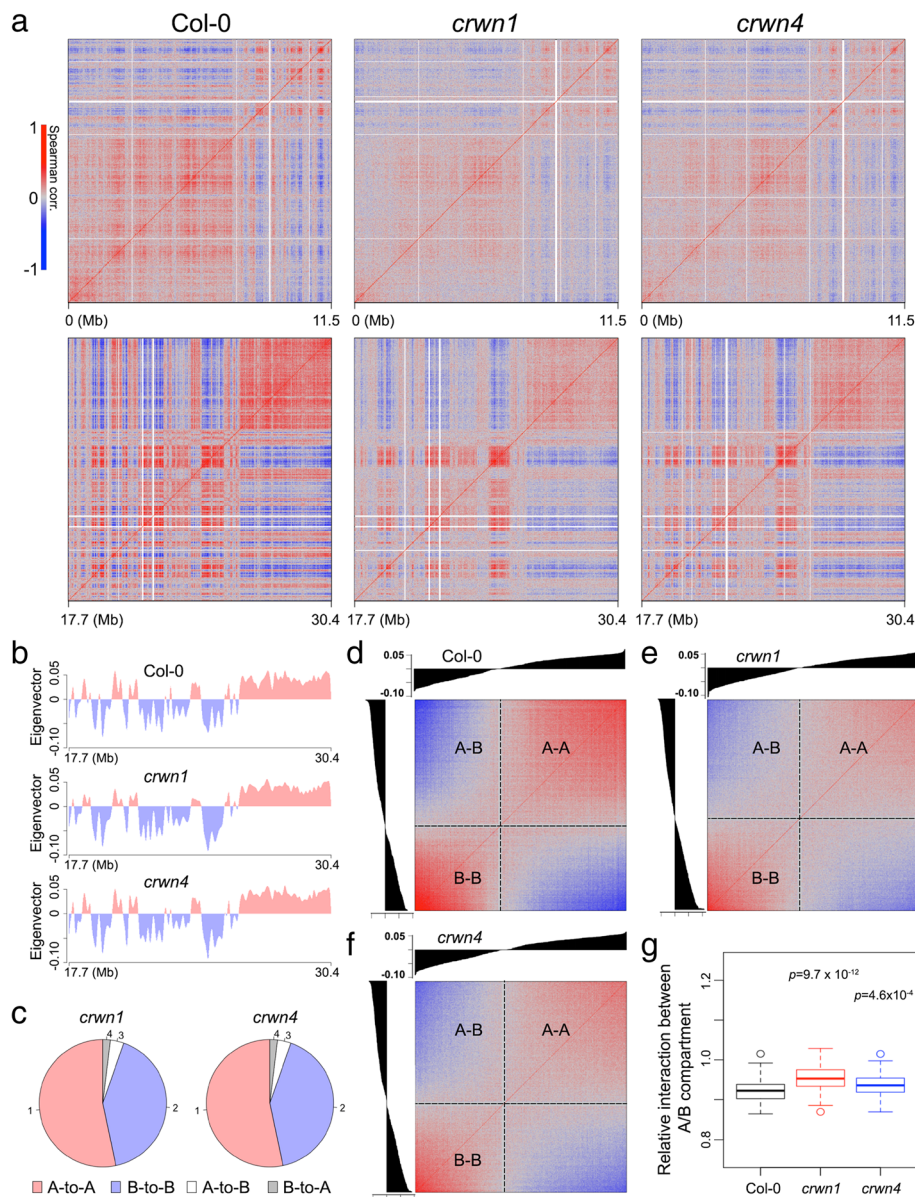 a
Col-0 crwn1 crwn4
1
0
-1
Spearman corr.
0 (Mb) 11.5 0 (Mb) 11.5 0 (Mb) 11.5
17.7 (Mb) 30.4 17.7 (Mb) 30.4 17.7 (Mb) 30.4
b
Col-0
Eigenvector
0.05
0
-0.10
17.7 (Mb) 30.4
crwn1
Eigenvector
0.05
0
-0.10
17.7 (Mb) 30.4
crwn4
Eigenvector
0.05
0
-0.10
17.7 (Mb) 30.4
c
crwn1 crwn4
1 2 3 4
1 2 3 4
A-to-A B-to-B A-to-B B-to-A
d
Col-0
0.05
-0.10
A-B A-A
B-B
e
crwn1
0.05
-0.10
A-B A-A
B-B
f
crwn4
0.05
-0.10
A-B A-A
B-B
g
Relative interaction between
A/B compartment
1.2
1.0
0.9
0.8
p=9.7 x 10-12
p=4.6x10-4
Col-0 crwn1 crwn4